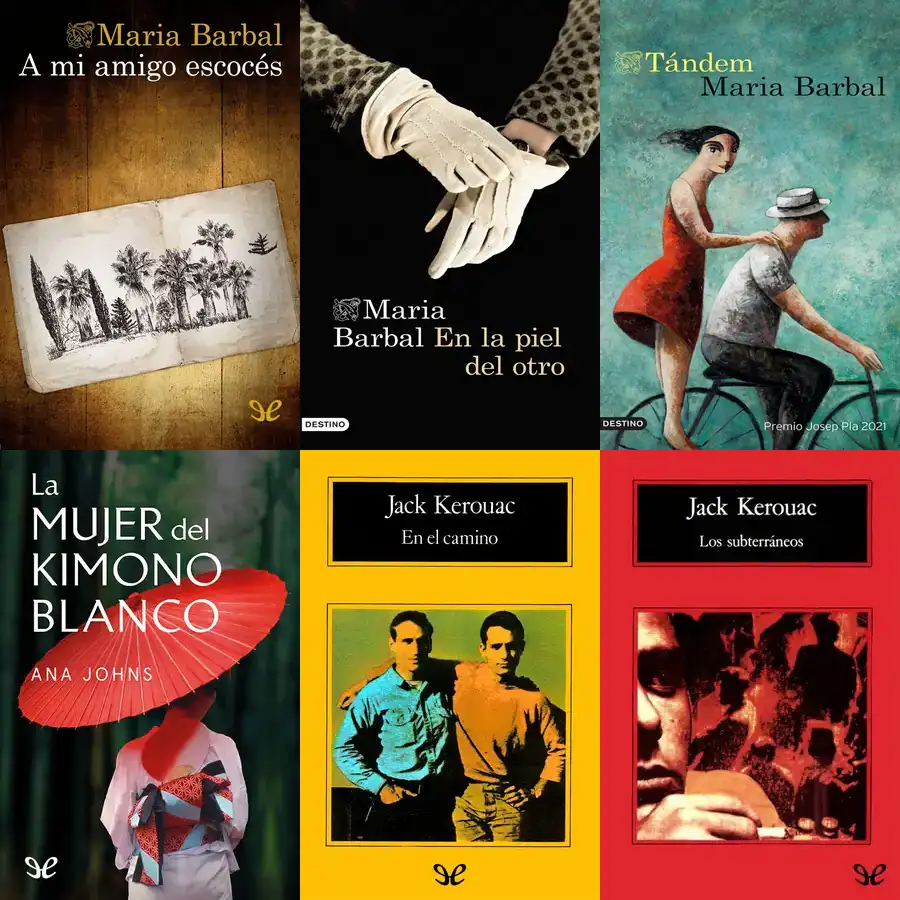 Maria Barbal
A mi amigo escocés
Maria
Barbal En la piel
del otro
DESTINO
Tándem
Maria Barbal
DESTINO
Premio Josep Pla 2021
La
MUJER del
KIMONO
BLANCO
ANA JOHNS
Jack Kerouac
En el camino
Jack Kerouac
Los subterráneos